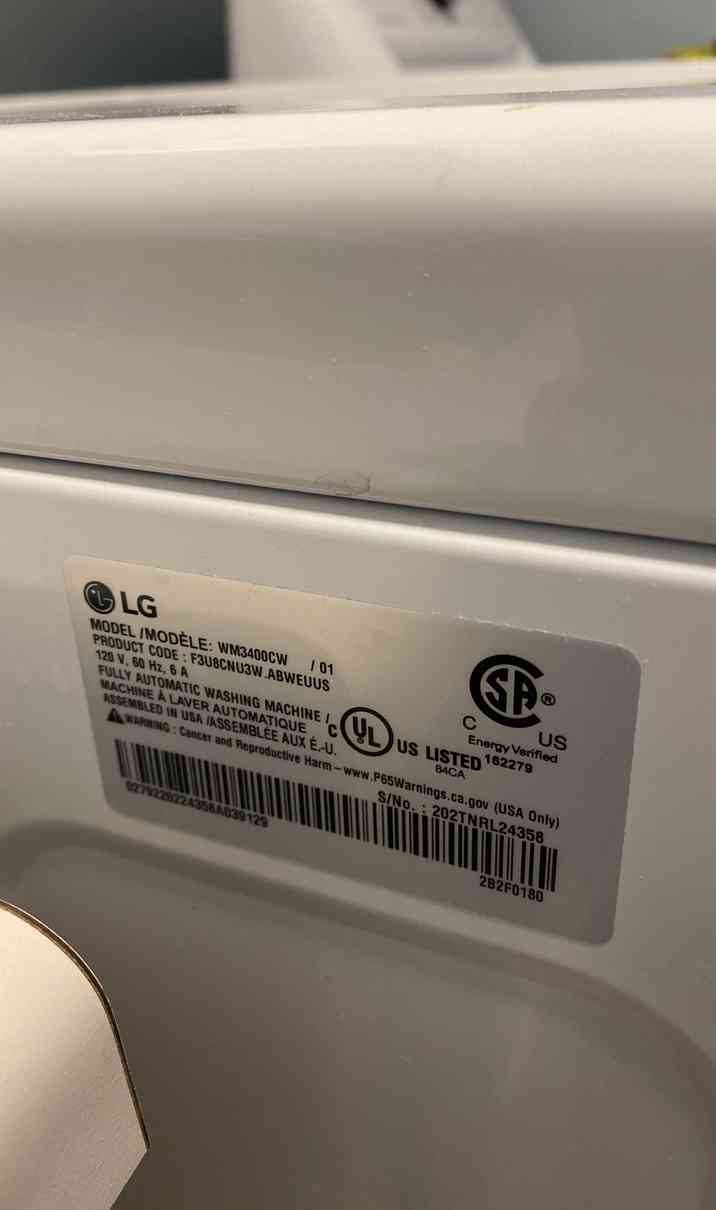 LG
MODEL /MODÈLE: WM3400CW / 01
PRODUCT CODE : F3U8CNU3W.ABWEUUS
120 V, 60 Hz, 6 A
FULLY AUTOMATIC WASHING MACHINE /
MACHINE À LAVER AUTOMATIQUE
ASSEMBLED IN USA /ASSEMBLÉE AUX É.-U.
C UL US LISTED
84CA
SA ®
C US
Energy Verified
162279
WARNING : Cancer and Reproductive Harm – www.P65Warnings.ca.gov (USA Only)
S/No. : 202TNRL24358
0279220224358A039129
2B2F0180